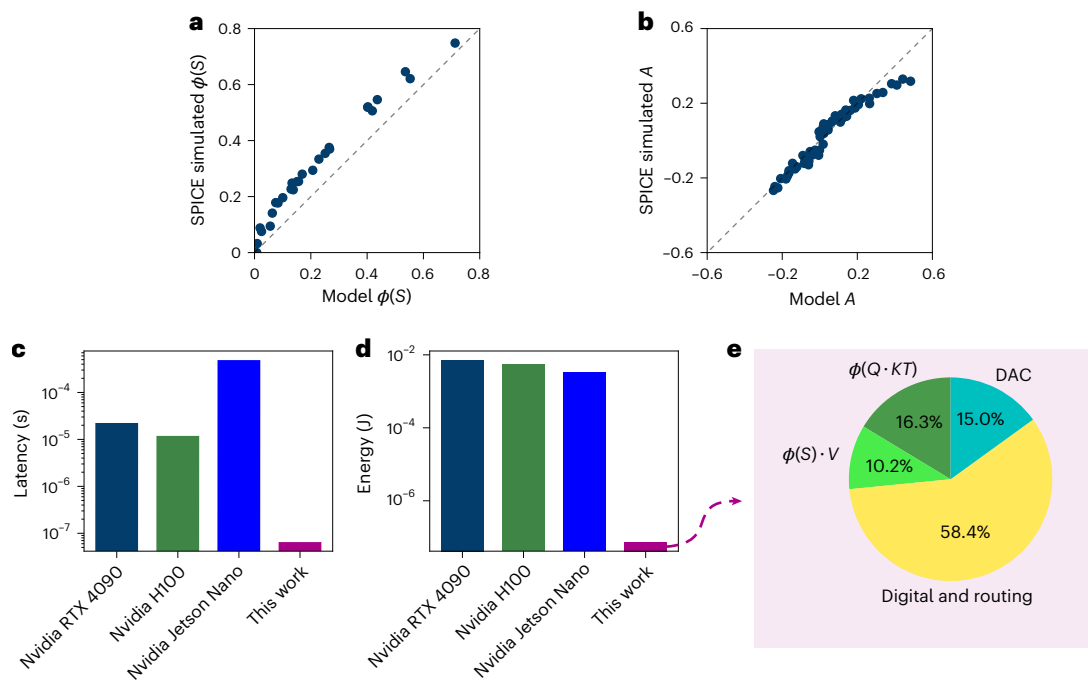 a
0.8
0.6
0.4
0.2
0
0
0.2
0.4
0.6
0.8
SPICE simulated ϕ(S)
Model ϕ(S)
b
0.6
0.2
−0.2
−0.6
−0.6
−0.2
0.2
0.6
SPICE simulated A
Model A
c
Latency (s)
10⁻⁴
10⁻⁵
10⁻⁶
10⁻⁷
Nvidia RTX 4090
Nvidia H100
Nvidia Jetson Nano
This work
d
Energy (J)
10⁻²
10⁻⁴
10⁻⁶
Nvidia RTX 4090
Nvidia H100
Nvidia Jetson Nano
This work
e
ϕ(Q · KT)
DAC
16.3%
15.0%
ϕ(S) · V
10.2%
58.4%
Digital and routing